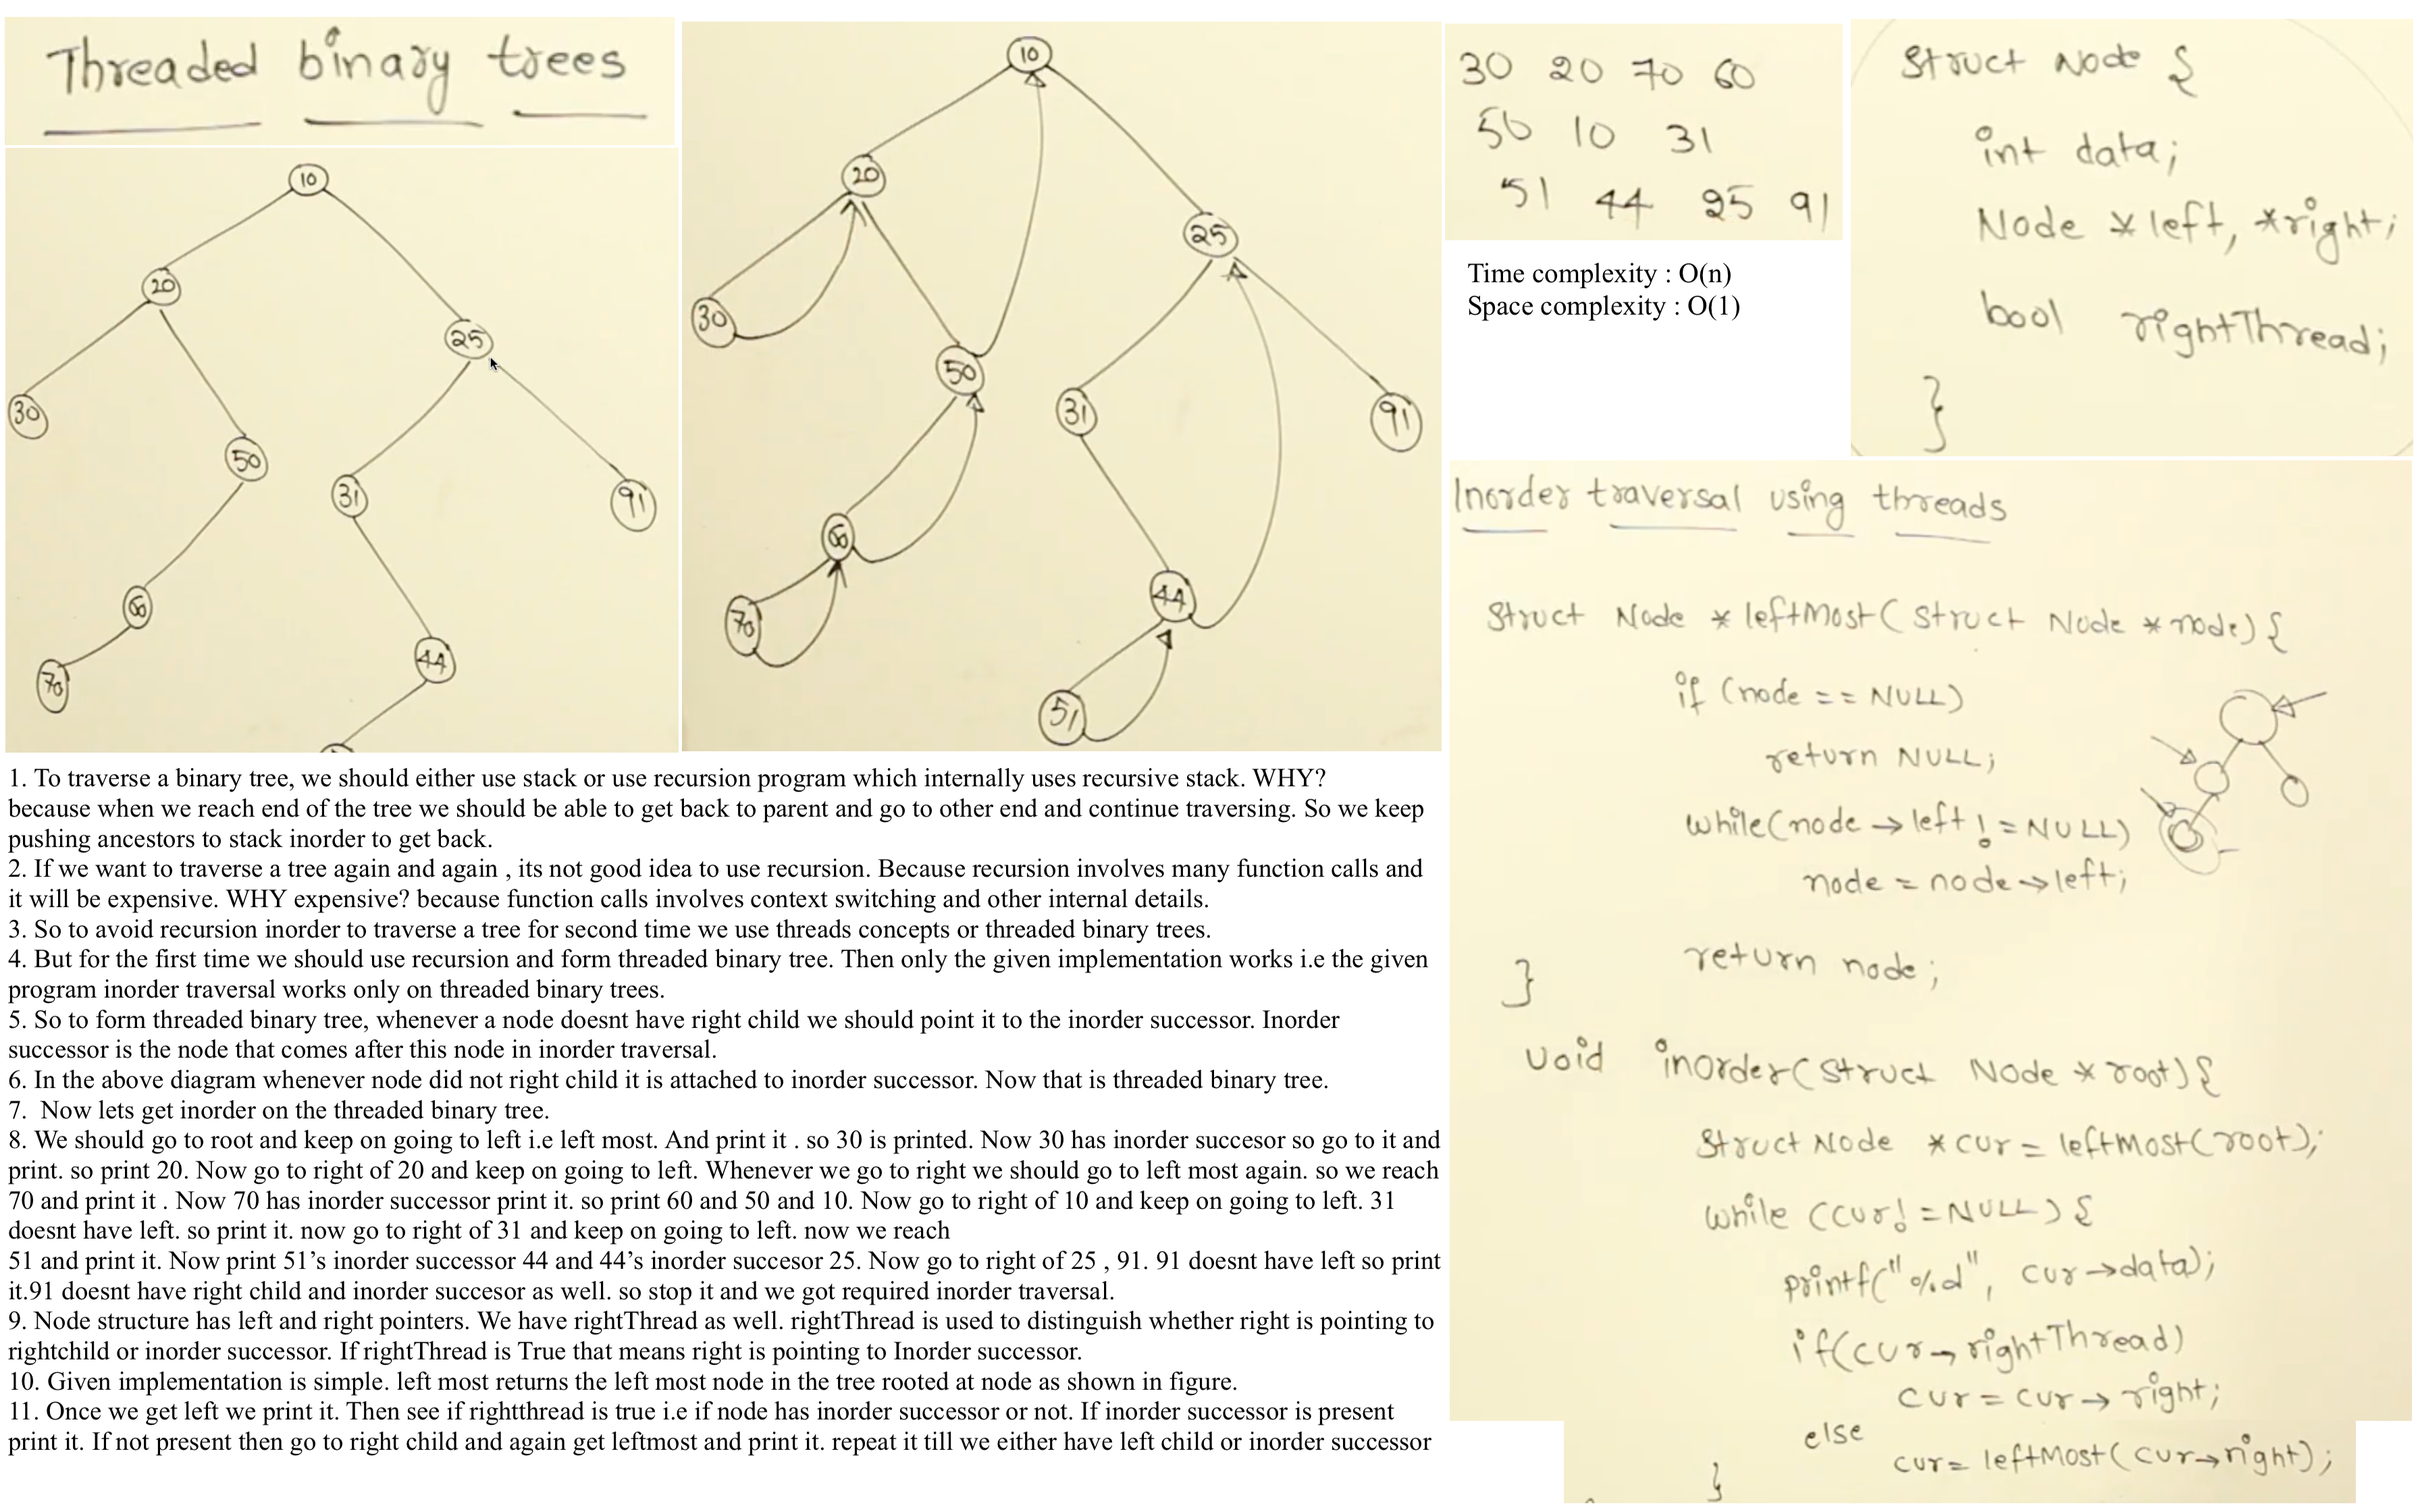 Threaded binary trees
10
20
25
30
50
31
91
60
44
70
10
20
25
30
50
31
91
60
44
70
51
30 20 70 60
50 10 31
51 44 25 91
Time complexity : O(n)
Space complexity : O(1)
Struct Node {
int data;
Node *left, *right;
bool rightThread;
}
Inorder traversal using threads
Struct Node * leftMost( Struct Node * node) {
if (node == NULL)
return NULL;
while(node → left != NULL)
node = node → left;
return node;
}
void inorder( Struct Node * root) {
Struct Node * cur = leftMost(root);
while (cur != NULL) {
printf("%d", cur→data);
if(cur→rightThread)
cur = cur → right;
else
cur = leftMost(cur→right);
}
1. To traverse a binary tree, we should either use stack or use recursion program which internally uses recursive stack. WHY?
because when we reach end of the tree we should be able to get back to parent and go to other end and continue traversing. So we keep
pushing ancestors to stack inorder to get back.
2. If we want to traverse a tree again and again , its not good idea to use recursion. Because recursion involves many function calls and
it will be expensive. WHY expensive? because function calls involves context switching and other internal details.
3. So to avoid recursion inorder to traverse a tree for second time we use threads concepts or threaded binary trees.
4. But for the first time we should use recursion and form threaded binary tree. Then only the given implementation works i.e the given
program inorder traversal works only on threaded binary trees.
5. So to form threaded binary tree, whenever a node doesnt have right child we should point it to the inorder successor. Inorder
successor is the node that comes after this node in inorder traversal.
6. In the above diagram whenever node did not right child it is attached to inorder successor. Now that is threaded binary tree.
7. Now lets get inorder on the threaded binary tree.
8. We should go to root and keep on going to left i.e left most. And print it . so 30 is printed. Now 30 has inorder succesor so go to it and
print. so print 20. Now go to right of 20 and keep on going to left. Whenever we go to right we should go to left most again. so we reach
70 and print it . Now 70 has inorder successor print it. so print 60 and 50 and 10. Now go to right of 10 and keep on going to left. 31
doesnt have left. so print it. now go to right of 31 and keep on going to left. now we reach
51 and print it. Now print 51’s inorder successor 44 and 44’s inorder succesor 25. Now go to right of 25 , 91. 91 doesnt have left so print
it.91 doesnt have right child and inorder succesor as well. so stop it and we got required inorder traversal.
9. Node structure has left and right pointers. We have rightThread as well. rightThread is used to distinguish whether right is pointing to
rightchild or inorder successor. If rightThread is True that means right is pointing to Inorder successor.
10. Given implementation is simple. left most returns the left most node in the tree rooted at node as shown in figure.
11. Once we get left we print it. Then see if rightthread is true i.e if node has inorder successor or not. If inorder successor is present
print it. If not present then go to right child and again get leftmost and print it. repeat it till we either have left child or inorder successor